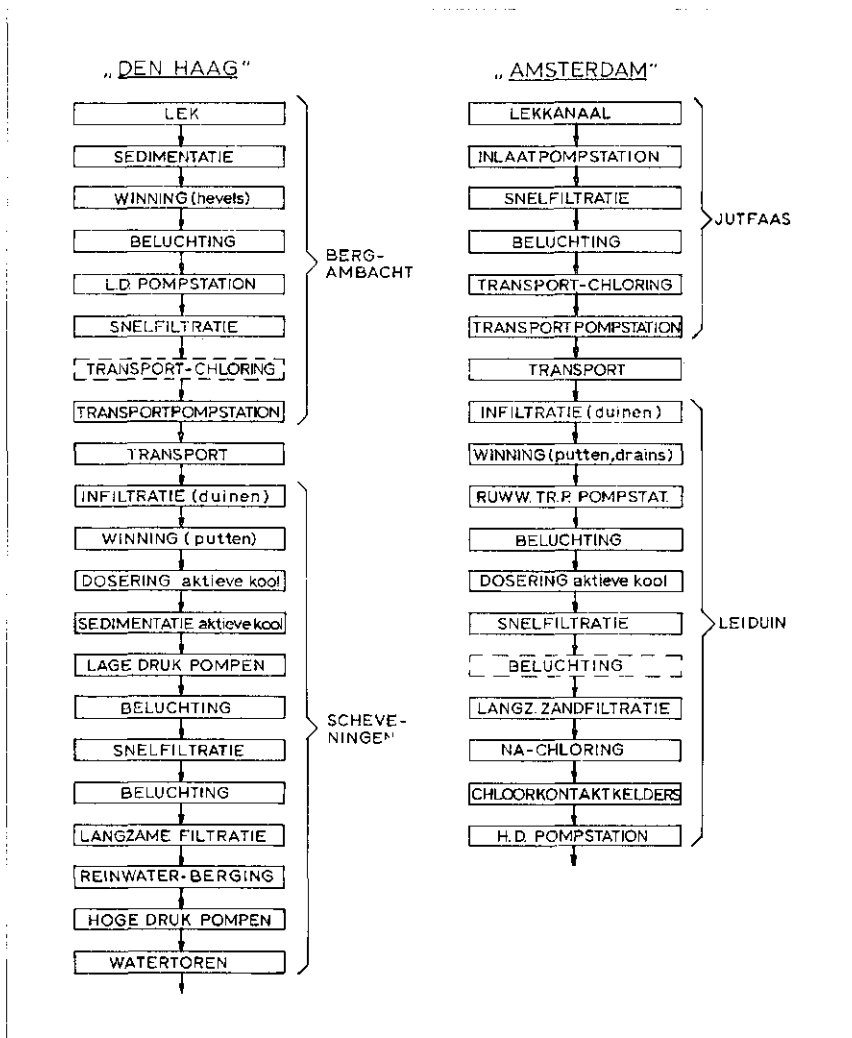 „DEN HAAG"
LEK
SEDIMENTATIE
WINNING (hevels)
BELUCHTING
L.D. POMPSTATION
SNELFILTRATIE
TRANSPORT-CHLORING
TRANSPORTPOMPSTATION
BERG-
AMBACHT
TRANSPORT
INFILTRATIE (duinen)
WINNING (putten)
DOSERING aktieve kool
SEDIMENTATIE aktieve kool
LAGE DRUK POMPEN
BELUCHTING
SNELFILTRATIE
BELUCHTING
LANGZAME FILTRATIE
REINWATER-BERGING
HOGE DRUK POMPEN
WATERTOREN
SCHEVE-
NINGEN
„AMSTERDAM"
LEKKANAAL
INLAATPOMPSTATION
SNELFILTRATIE
BELUCHTING
TRANSPORT-CHLORING
TRANSPORTPOMPSTATION
JUTFAAS
TRANSPORT
INFILTRATIE (duinen)
WINNING (putten, drains)
RUWW. TR.P. POMPSTAT.
BELUCHTING
DOSERING aktieve kool
SNELFILTRATIE
BELUCHTING
LANGZ. ZANDFILTRATIE
NA-CHLORING
CHLOORKONTAKTKELDERS
H.D. POMPSTATION
LEIDUIN